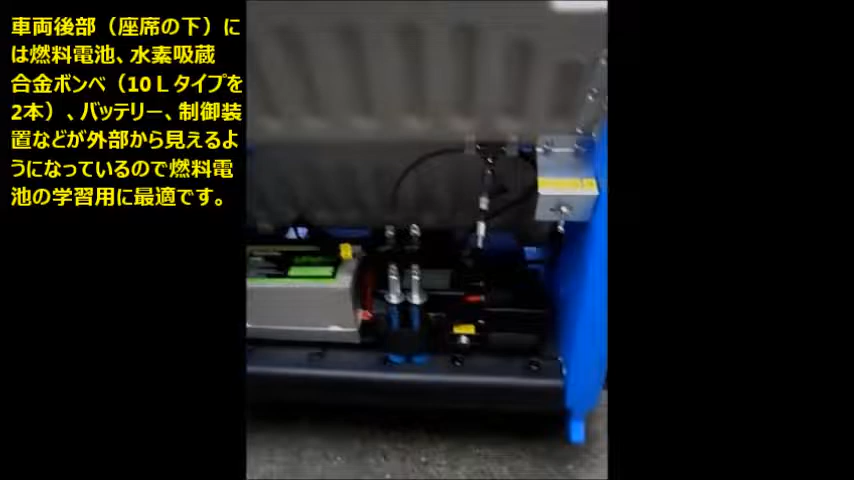 車両後部（座席の下）に
は燃料電池、水素吸蔵
合金ボンベ（10Ｌタイプを
2本）、バッテリー、制御装
置などが外部から見えるよ
うになっているので燃料電
池の学習用に最適です。